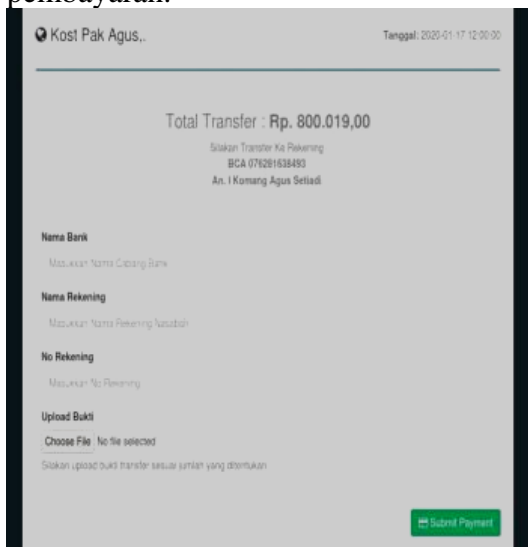 pembayaran.
Kost Pak Agus,.
Tanggal: 2020-01-17 12:00:00
Total Transfer : Rp. 800.019,00
Silakan Transfer Ke Rekening
BCA 076281638493
An. I Komang Agus Setiadi
Nama Bank
Masukkan Nama Cabang Bank
Nama Rekening
Masukkan Nama Rekening Nasabah
No Rekening
Masukkan No Rekening
Upload Bukti
Choose File No file selected
Silakan upload bukti transfer sesuai jumlah yang ditentukan
Submit Payment